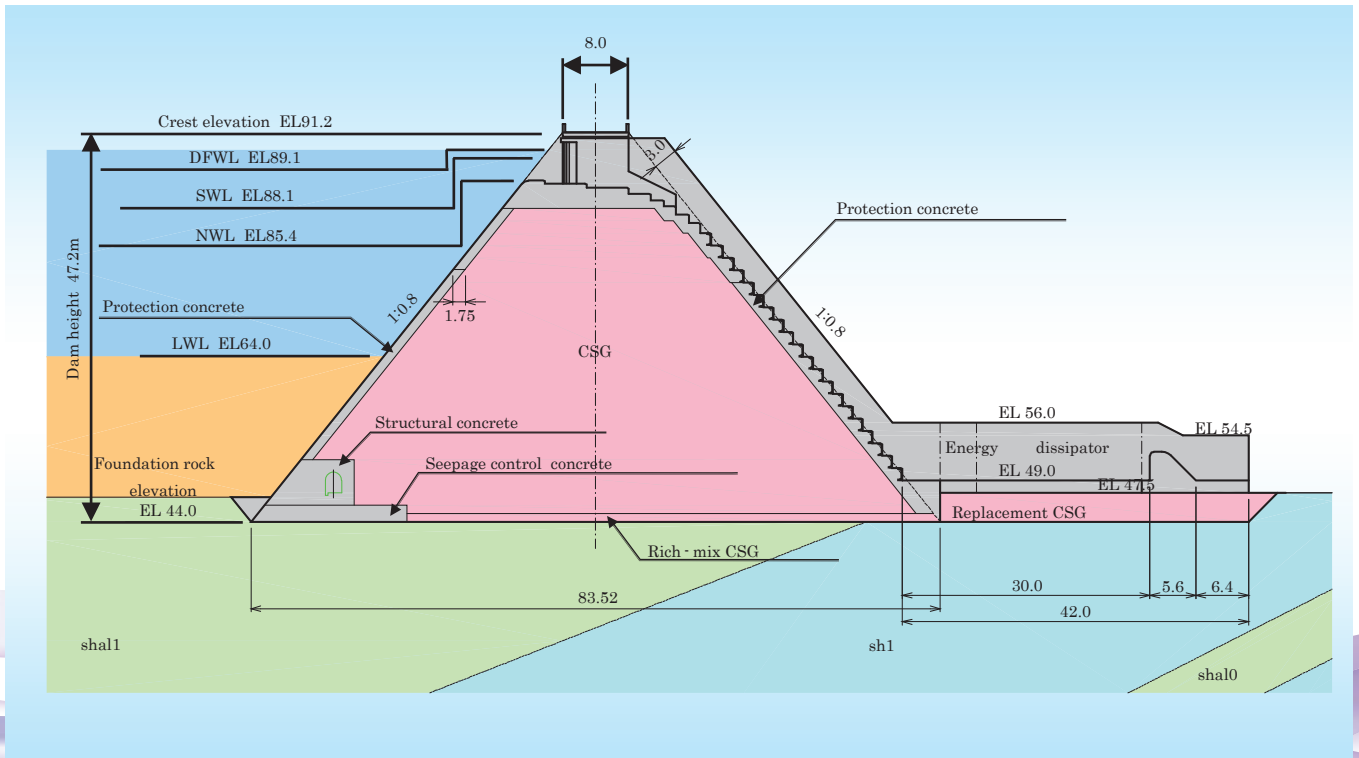 8.0
Crest elevation EL91.2
DFWL EL89.1
3.0
SWL EL88.1
Protection concrete
NWL EL85.4
Dam height 47.2m
Protection concrete
1:0.8
1.75
1:0.8
LWL EL64.0
CSG
Structural concrete
EL 56.0
EL 54.5
Foundation rock
elevation
EL 44.0
Seepage control concrete
Energy dissipator
EL 49.0
EL 47.5
Replacement CSG
Rich - mix CSG
83.52
30.0
5.6
6.4
42.0
shal1
sh1
shal0